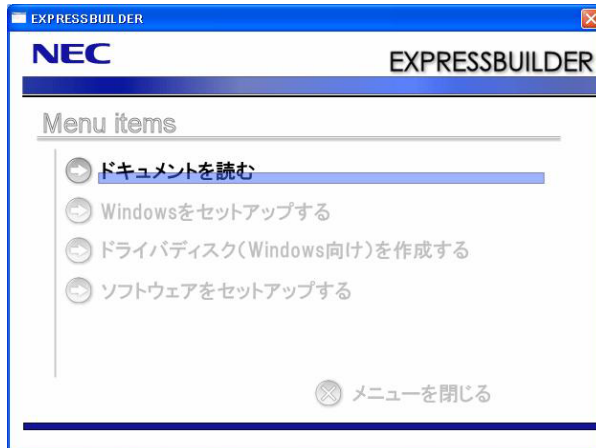 EXPRESSBUILDER
NEC
EXPRESSBUILDER
Menu items
ドキュメントを読む
Windowsをセットアップする
ドライバディスク(Windows向け)を作成する
ソフトウェアをセットアップする
メニューを閉じる